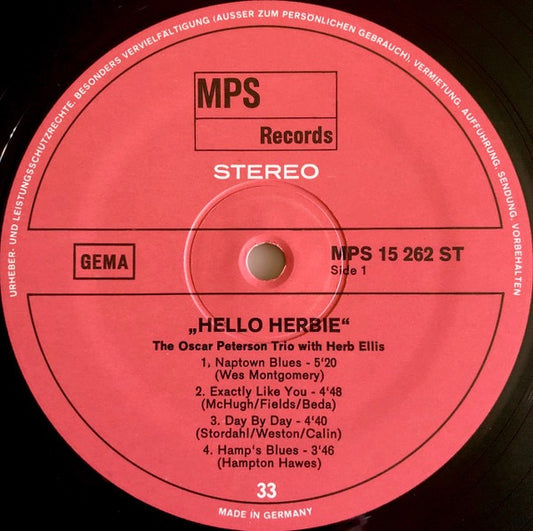 URHEBER- UND LEISTUNGSSCHUTZRECHTE. BESONDERS VERVIELFÄLTIGUNG (AUSSER ZUM PERSÖNLICHEN GEBRAUCH), VERMIETUNG, AUFFÜHRUNG, SENDUNG, VORBEHALTEN
MPS
Records
STEREO
GEMA
MPS 15 262 ST
Side 1
„HELLO HERBIE“
The Oscar Peterson Trio with Herb Ellis
1, Naptown Blues - 5'20
(Wes Montgomery)
2. Exactly Like You - 4'48
(McHugh/Fields/Beda)
3. Day By Day - 4'40
(Stordahl/Weston/Calin)
4. Hamp's Blues - 3'46
(Hampton Hawes)
33
MADE IN GERMANY